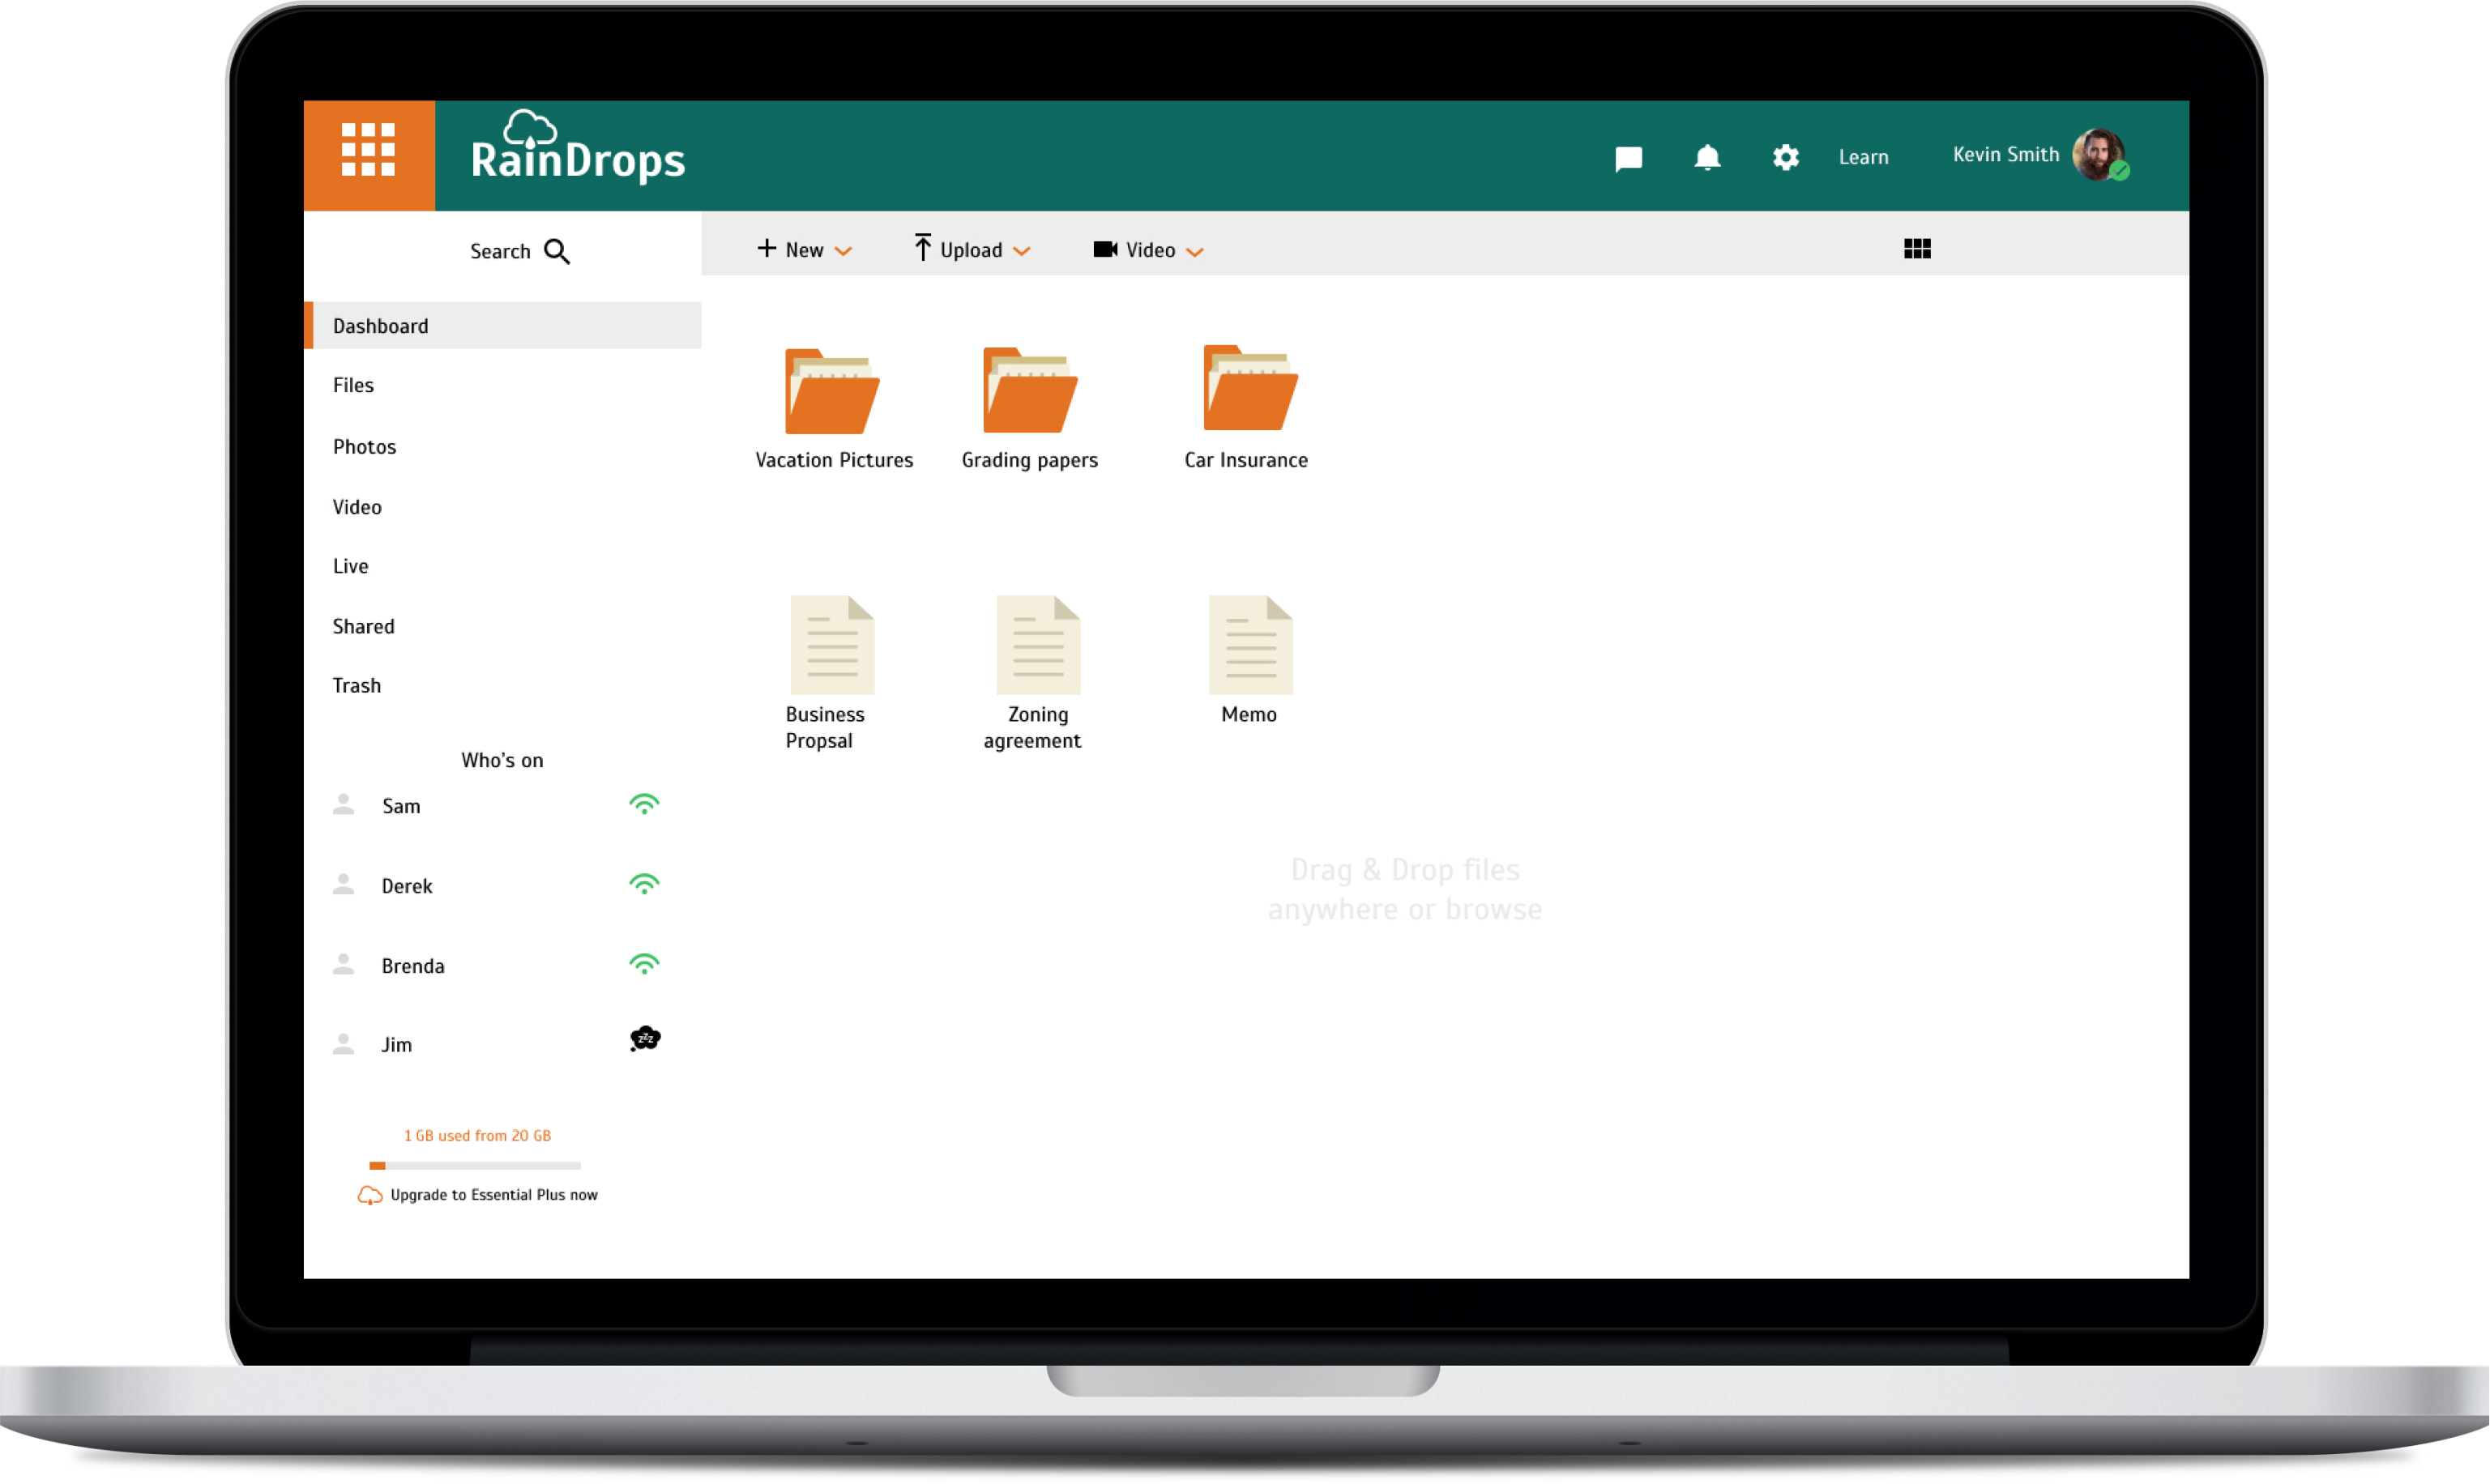 RainDrops
Learn
Kevin Smith
Search
New
Upload
Video
Dashboard
Files
Photos
Video
Live
Shared
Trash
Vacation Pictures
Grading papers
Car Insurance
Business
Propsal
Zoning
agreement
Memo
Who's on
Sam
Derek
Brenda
Jim
zzz
Drag & Drop files
anywhere or browse
1 GB used from 20 GB
Upgrade to Essential Plus now